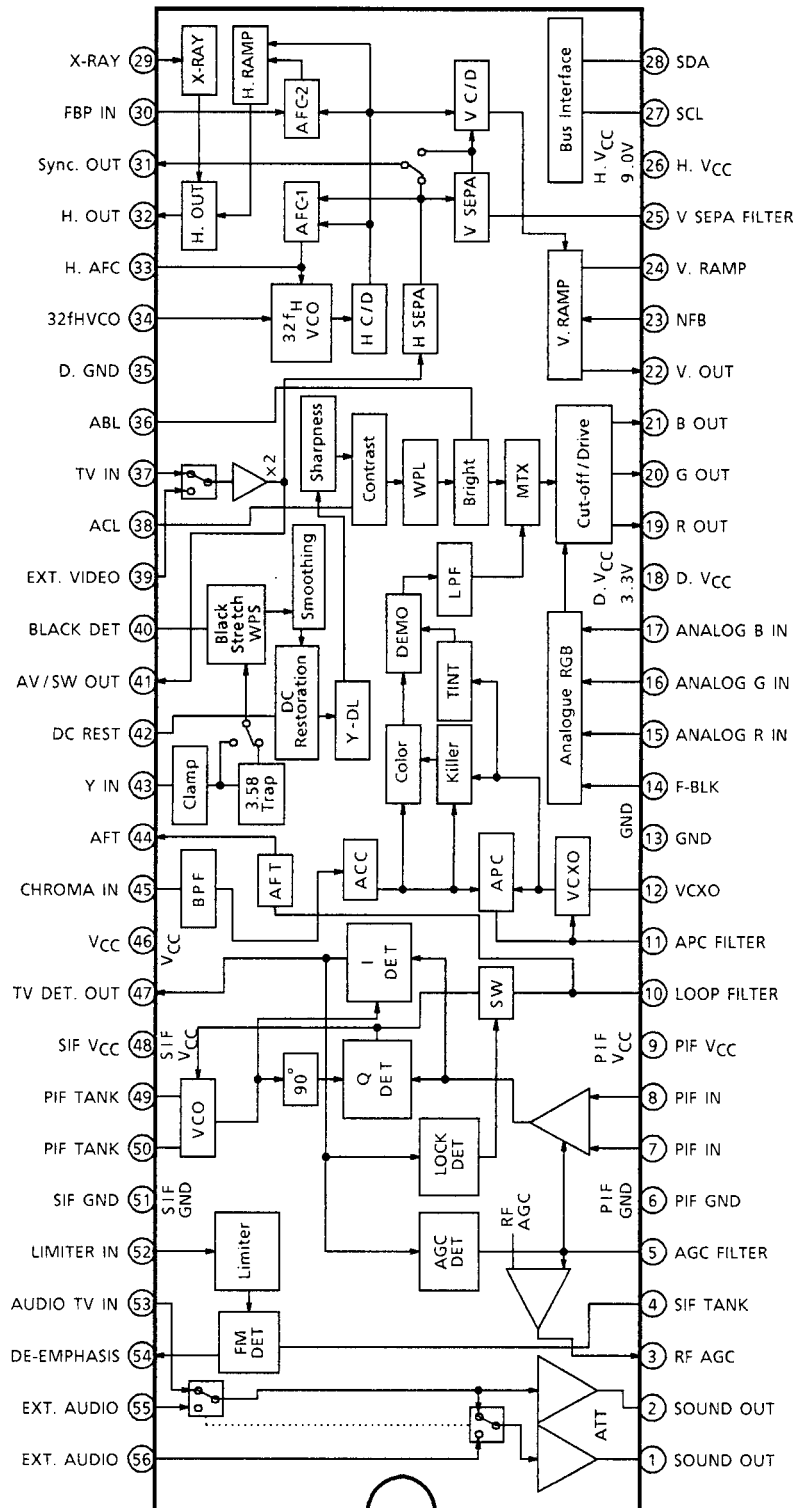 X-RAY 29
FBP IN 30
Sync. OUT 31
H. OUT 32
H. AFC 33
32fHVCO 34
D. GND 35
ABL 36
TV IN 37
ACL 38
EXT. VIDEO 39
BLACK DET 40
AV/SW OUT 41
DC REST 42
Y IN 43
AFT 44
CHROMA IN 45
VCC 46
TV DET. OUT 47
SIF VCC 48
PIF TANK 49
PIF TANK 50
SIF GND 51
LIMITER IN 52
AUDIO TV IN 53
DE-EMPHASIS 54
EXT. AUDIO 55
EXT. AUDIO 56
X-RAY
H. RAMP
AFC-2
V C/D
Bus Interface
H. VCC
9.0V
H. OUT
AFC-1
V SEPA
32fH
VCO
H C/D
H SEPA
V. RAMP
×2
Sharpness
Contrast
WPL
Bright
MTX
Cut-off/Drive
D. VCC
3.3V
Black
Stretch
WPS
Smoothing
LPF
DEMO
TINT
DC
Restoration
Y-DL
Color
Killer
Analogue RGB
Clamp
3.58
Trap
GND
BPF
AFT
ACC
APC
VCXO
VCC
I
DET
SW
SIF
VCC
PIF
VCC
VCO
90°
Q
DET
LOCK
DET
SIF
GND
PIF
GND
RF
AGC
Limiter
AGC
DET
FM
DET
ATT
28 SDA
27 SCL
26 H. VCC
25 V SEPA FILTER
24 V. RAMP
23 NFB
22 V. OUT
21 B OUT
20 G OUT
19 R OUT
18 D. VCC
17 ANALOG B IN
16 ANALOG G IN
15 ANALOG R IN
14 F-BLK
13 GND
12 VCXO
11 APC FILTER
10 LOOP FILTER
9 PIF VCC
8 PIF IN
7 PIF IN
6 PIF GND
5 AGC FILTER
4 SIF TANK
3 RF AGC
2 SOUND OUT
1 SOUND OUT